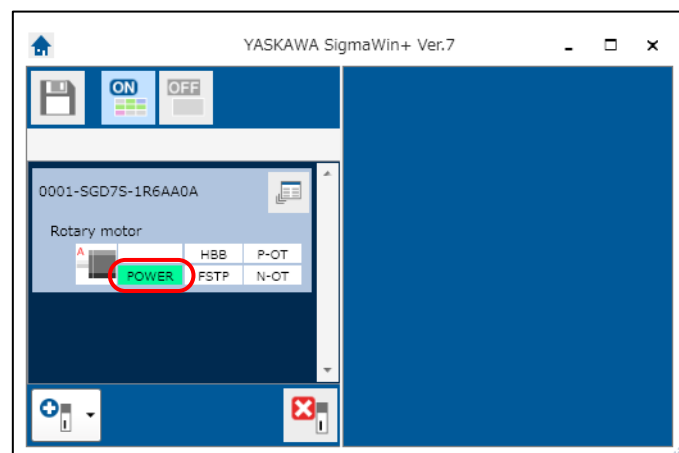 YASKAWA SigmaWin+ Ver.7
ON OFF
0001-SGD7S-1R6AA0A
Rotary motor
A HBB P-OT
POWER FSTP N-OT